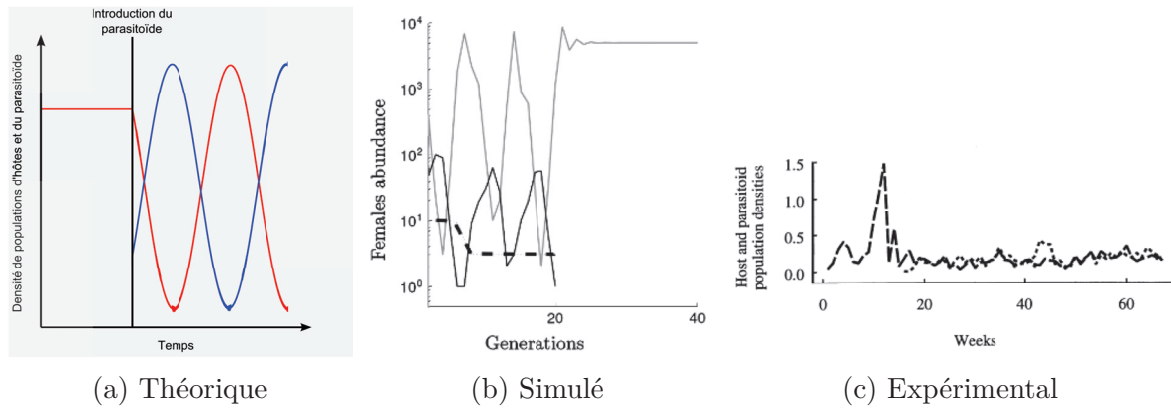 Introduction du
parasitoïde
Densité de populations d'hôtes et du parasitoïde
Temps
(a) Théorique
Females abundance
10⁴
10³
10²
10¹
10⁰
20
40
Generations
(b) Simulé
Host and parasitoid
population densities
1.5
1.0
0.5
0.0
0
20
40
60
Weeks
(c) Expérimental